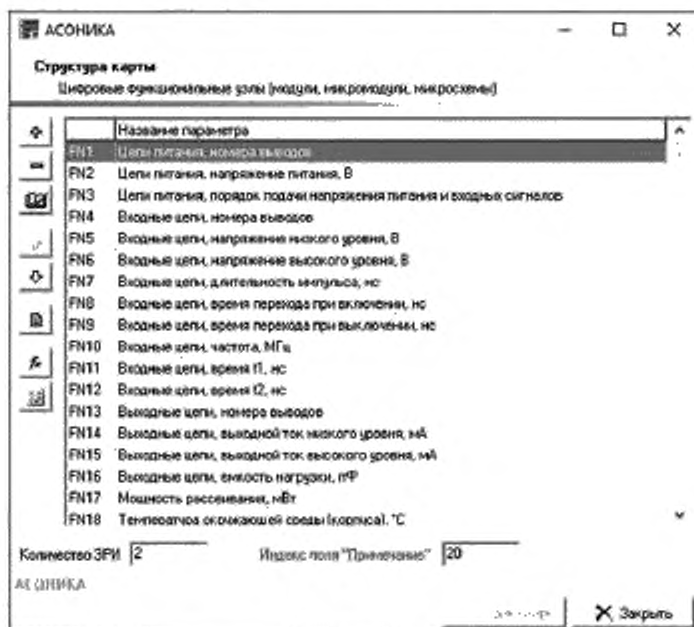 АСОНИКА
Структура карты
Цифровые функциональные узлы (модули, микромодули, микросхемы)
Название параметра
FN1 Цепи питания, номера выводов
FN2 Цепи питания, напряжение питания, В
FN3 Цепи питания, порядок подачи напряжения питания и входных сигналов
FN4 Входные цепи, номера выводов
FN5 Входные цепи, напряжение низкого уровня, В
FN6 Входные цепи, напряжение высокого уровня, В
FN7 Входные цепи, длительность импульса, нс
FN8 Входные цепи, время перехода при включении, нс
FN9 Входные цепи, время перехода при выключении, нс
FN10 Входные цепи, частота, МГц
FN11 Входные цепи, время t1, нс
FN12 Входные цепи, время t2, нс
FN13 Выходные цепи, номера выводов
FN14 Выходные цепи, выходной ток низкого уровня, мА
FN15 Выходные цепи, выходной ток высокого уровня, мА
FN16 Выходные цепи, емкость нагрузки, пФ
FN17 Мощность рассеивания, мВт
FN18 Температура окружающей среды (корпуса), °С
Количество ЭРИ 2 Индекс поля "Примечание" 20
АСОНИКА
Закрыть